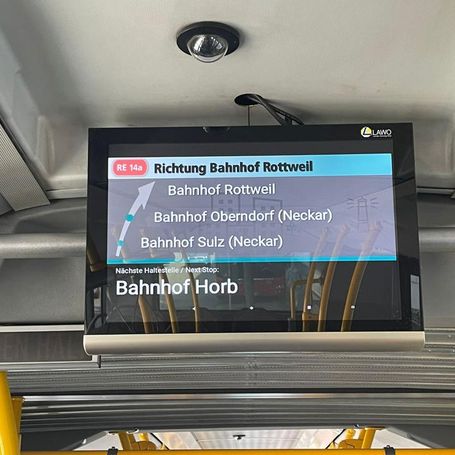 LAWO
RE 14a Richtung Bahnhof Rottweil
Bahnhof Rottweil
Bahnhof Oberndorf (Neckar)
Bahnhof Sulz (Neckar)
Nächste Haltestelle / Next Stop:
Bahnhof Horb